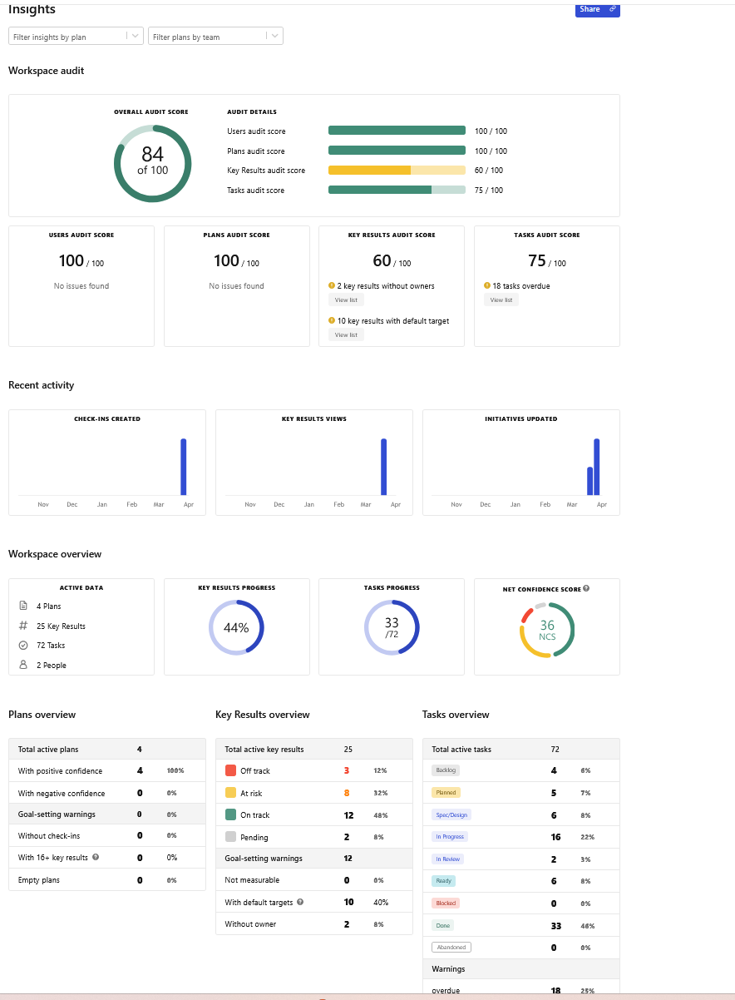 Insights
Share
Filter insights by plan
Filter plans by team
Workspace audit
OVERALL AUDIT SCORE
84
of 100
AUDIT DETAILS
Users audit score 100 / 100
Plans audit score 100 / 100
Key Results audit score 60 / 100
Tasks audit score 75 / 100
USERS AUDIT SCORE
100 / 100
No issues found
PLANS AUDIT SCORE
100 / 100
No issues found
KEY RESULTS AUDIT SCORE
60 / 100
2 key results without owners
View list
10 key results with default target
View list
TASKS AUDIT SCORE
75 / 100
18 tasks overdue
View list
Recent activity
CHECK-INS CREATED
Nov Dec Jan Feb Mar Apr
KEY RESULTS VIEWS
Nov Dec Jan Feb Mar Apr
INITIATIVES UPDATED
Nov Dec Jan Feb Mar Apr
Workspace overview
ACTIVE DATA
4 Plans
25 Key Results
72 Tasks
2 People
KEY RESULTS PROGRESS
44%
TASKS PROGRESS
33
/72
NET CONFIDENCE SCORE
36
NCS
Plans overview
Total active plans 4
With positive confidence 4 100%
With negative confidence 0 0%
Goal-setting warnings 0 0%
Without check-ins 0 0%
With 16+ key results 0 0%
Empty plans 0 0%
Key Results overview
Total active key results 25
Off track 3 12%
At risk 8 32%
On track 12 48%
Pending 2 8%
Goal-setting warnings 12
Not measurable 0 0%
With default targets 10 40%
Without owner 2 8%
Tasks overview
Total active tasks 72
Backlog 4 6%
Planned 5 7%
Spec/Design 6 8%
In Progress 16 22%
In Review 2 3%
Ready 6 8%
Blocked 0 0%
Done 33 46%
Abandoned 0 0%
Warnings
overdue 18 25%